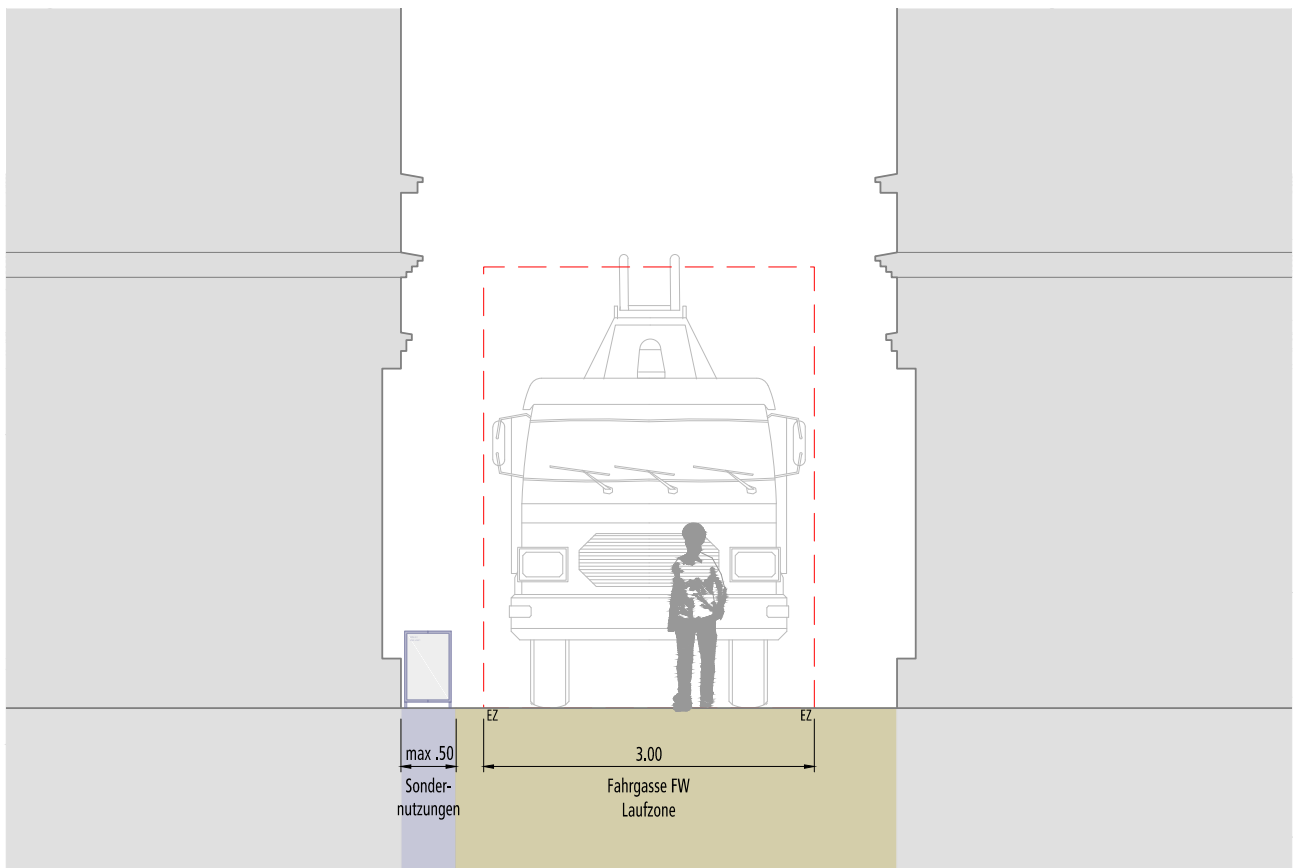 EZ
EZ
max .50
3.00
Sonder-
nutzungen
Fahrgasse FW
Laufzone